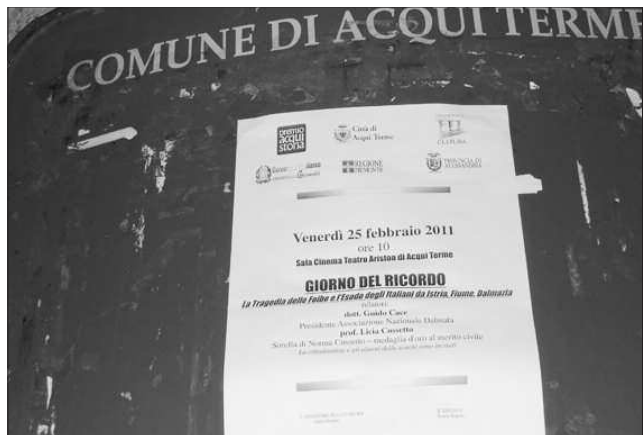 COMUNE DI ACQUI TERME
premio
acqui
storia
Città di
Acqui Terme
REGIONE
PIEMONTE
PROVINCIA DI
ALESSANDRIA
Venerdì 25 febbraio 2011
ore 10
Sala Cinema Teatro Ariston di Acqui Terme
GIORNO DEL RICORDO
La Tragedia delle Foibe e l'Esodo degli Italiani da Istria, Fiume, Dalmazia
relatori:
dott. Guido Cace
Presidente Associazione Nazionale Dalmata
prof. Licia Cossetto
Sorella di Norma Cossetto – medaglia d'oro al merito civile